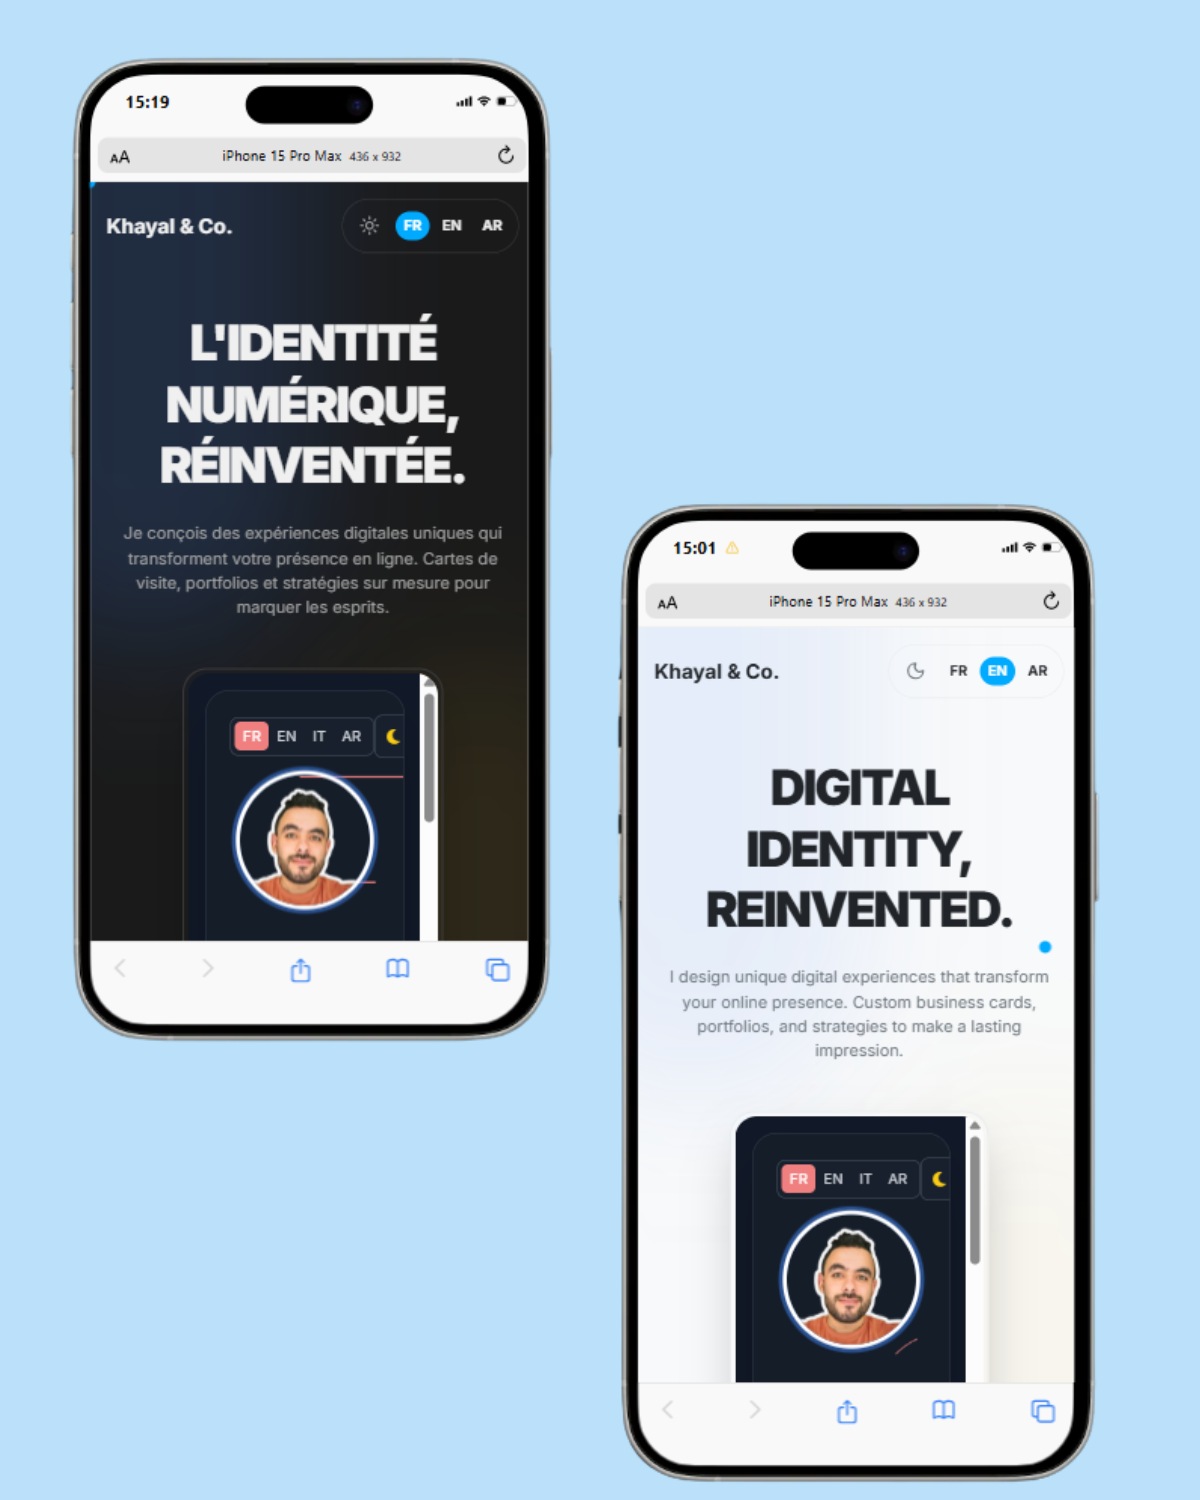 15:19
AA iPhone 15 Pro Max 436 x 932
Khayal & Co. FR EN AR
L'IDENTITÉ
NUMÉRIQUE,
RÉINVENTÉE.
Je conçois des expériences digitales uniques qui
transforment votre présence en ligne. Cartes de
visite, portfolios et stratégies sur mesure pour
marquer les esprits.
FR EN IT AR
15:01
AA iPhone 15 Pro Max 436 x 932
Khayal & Co. FR EN AR
DIGITAL
IDENTITY,
REINVENTED.
I design unique digital experiences that transform
your online presence. Custom business cards,
portfolios, and strategies to make a lasting
impression.
FR EN IT AR